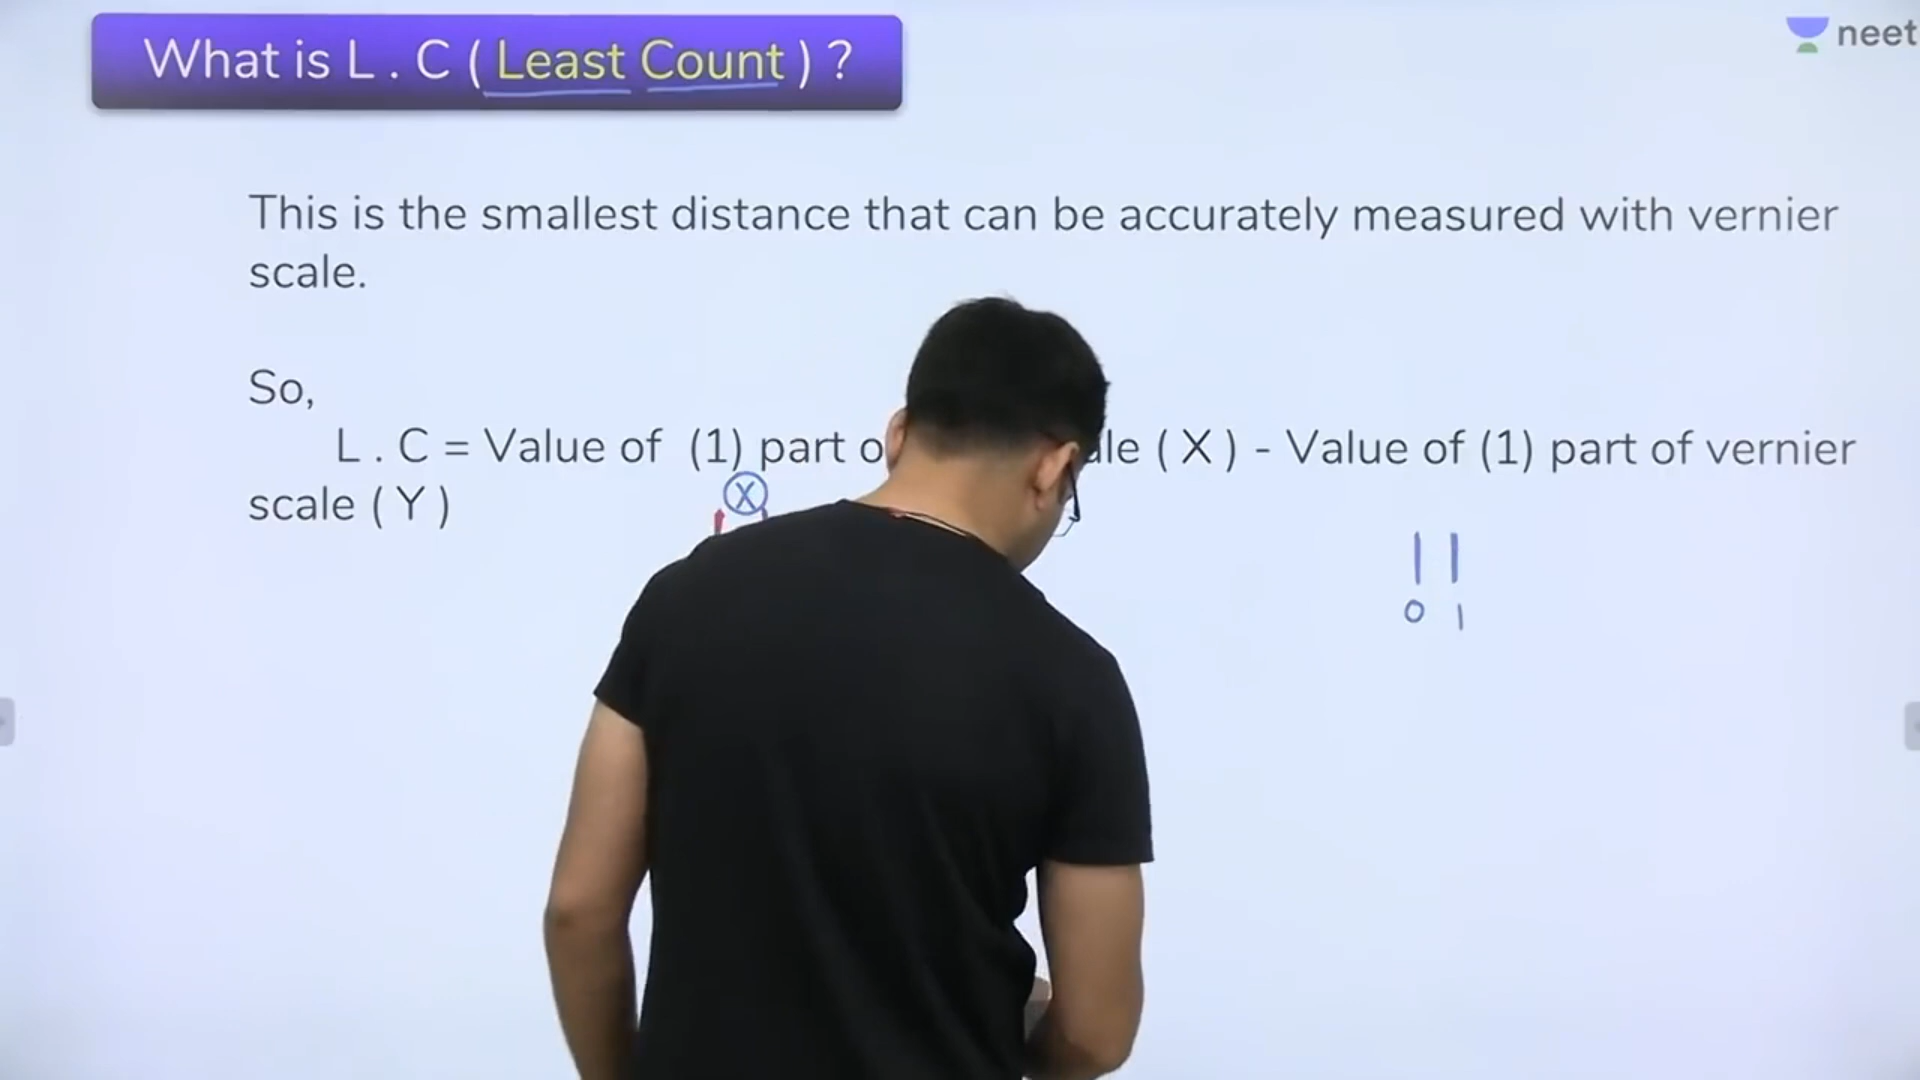 What is L . C ( Least Count ) ?
neet
This is the smallest distance that can be accurately measured with vernier
scale.
So,
L . C = Value of (1) part ( X ) - Value of (1) part of vernier
scale ( Y )
X
0 1